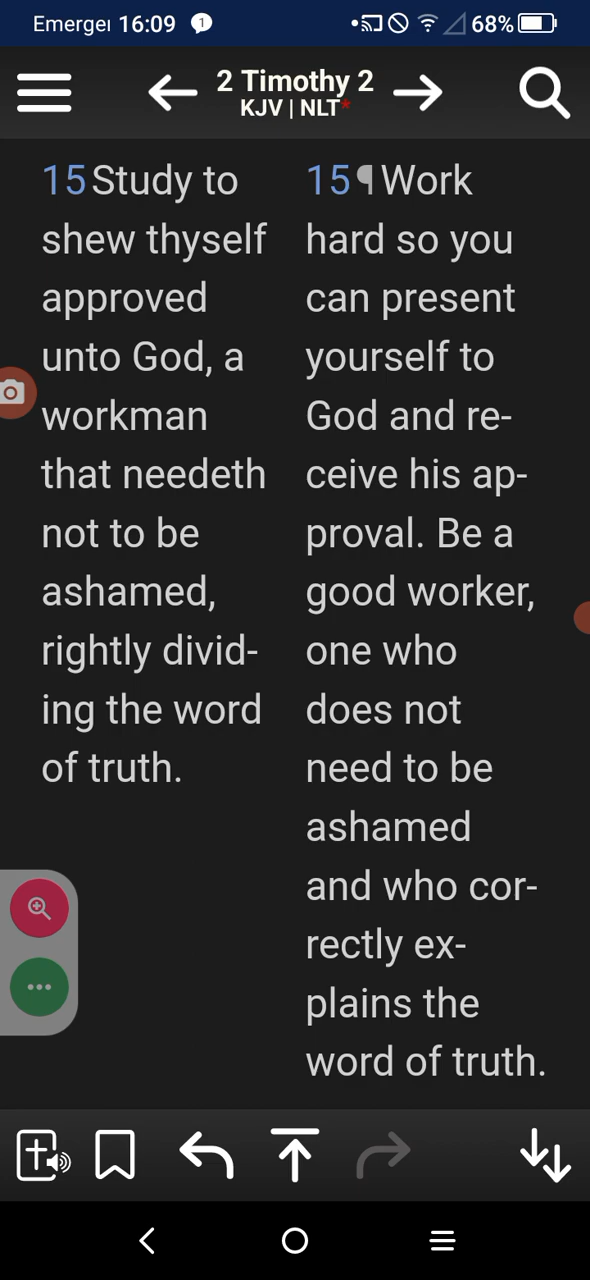 Emerger 16:09 1 68%
2 Timothy 2
KJV | NLT*
15 Study to
shew thyself
approved
unto God, a
workman
that needeth
not to be
ashamed,
rightly divid-
ing the word
of truth.
15 ¶ Work
hard so you
can present
yourself to
God and re-
ceive his ap-
proval. Be a
good worker,
one who
does not
need to be
ashamed
and who cor-
rectly ex-
plains the
word of truth.